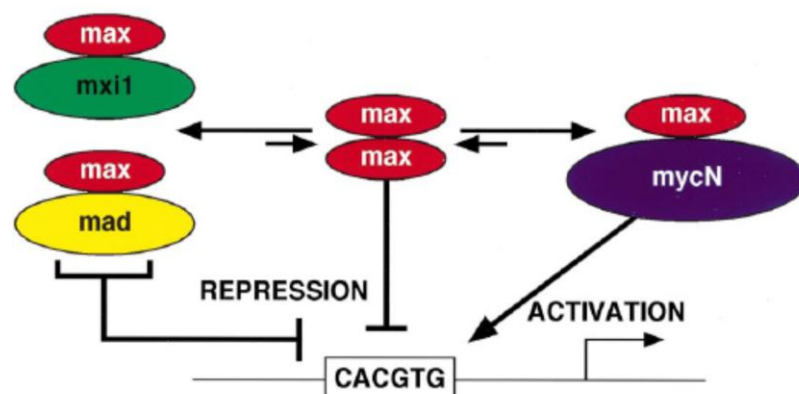 max
mxi1
max
mad
max
max
max
mycN
REPRESSION
ACTIVATION
CACGTG